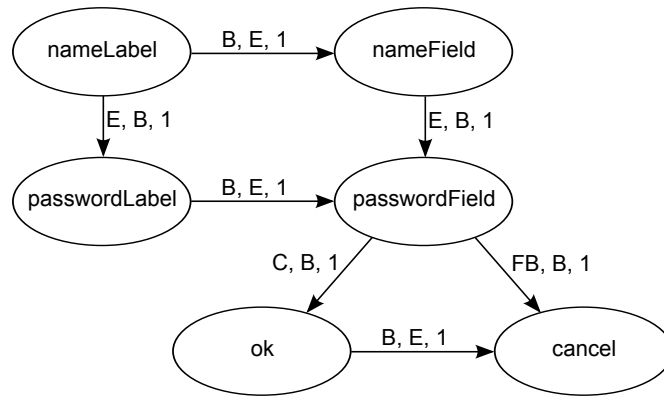 nameLabel
B, E, 1
nameField
E, B, 1
E, B, 1
passwordLabel
B, E, 1
passwordField
C, B, 1
FB, B, 1
ok
B, E, 1
cancel